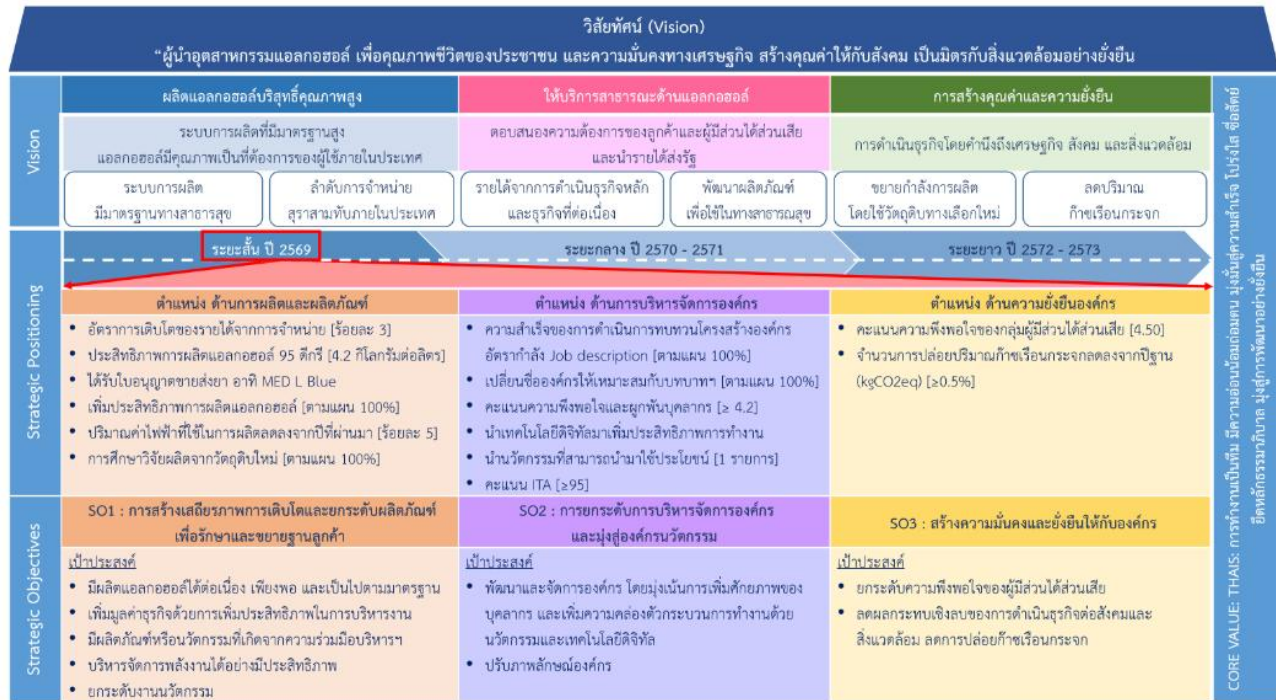 วิสัยทัศน์ (Vision)
“ผู้นำอุตสาหกรรมแอลกอฮอล์ เพื่อคุณภาพชีวิตของประชาชน และความมั่นคงทางเศรษฐกิจ สร้างคุณค่าให้กับสังคม เป็นมิตรกับสิ่งแวดล้อมอย่างยั่งยืน
Vision
ผลิตแอลกอฮอล์บริสุทธิ์คุณภาพสูง
ระบบการผลิตที่มีมาตรฐานสูง
แอลกอฮอล์มีคุณภาพเป็นที่ต้องการของผู้ใช้ภายในประเทศ
ระบบการผลิต
มีมาตรฐานทางสาธารสุข
ลำดับการจำหน่าย
สุราสามทับภายในประเทศ
ให้บริการสาธารณะด้านแอลกอฮอล์
ตอบสนองความต้องการของลูกค้าและผู้มีส่วนได้ส่วนเสีย
และนำรายได้ส่งรัฐ
รายได้จากการดำเนินธุรกิจหลัก
และธุรกิจที่ต่อเนื่อง
พัฒนาผลิตภัณฑ์
เพื่อใช้ในทางสาธารณสุข
การสร้างคุณค่าและความยั่งยืน
การดำเนินธุรกิจโดยคำนึงถึงเศรษฐกิจ สังคม และสิ่งแวดล้อม
ขยายกำลังการผลิต
โดยใช้วัตถุดิบทางเลือกใหม่
ลดปริมาณ
ก๊าซเรือนกระจก
ระยะสั้น ปี 2569
ระยะกลาง ปี 2570 - 2571
ระยะยาว ปี 2572 - 2573
Strategic Positioning
ตำแหน่ง ด้านการผลิตและผลิตภัณฑ์
• อัตราการเติบโตของรายได้จากการจำหน่าย [ร้อยละ 3]
• ประสิทธิภาพการผลิตแอลกอฮอล์ 95 ดีกรี [4.2 กิโลกรัมต่อลิตร]
• ได้รับใบอนุญาตขายส่งยา อาทิ MED L Blue
• เพิ่มประสิทธิภาพการผลิตแอลกอฮอล์ [ตามแผน 100%]
• ปริมาณค่าไฟฟ้าที่ใช้ในการผลิตลดลงจากปีที่ผ่านมา [ร้อยละ 5]
• การศึกษาวิจัยผลิตจากวัตถุดิบใหม่ [ตามแผน 100%]
ตำแหน่ง ด้านการบริหารจัดการองค์กร
• ความสำเร็จของการดำเนินการทบทวนโครงสร้างองค์กร
อัตรากำลัง Job description [ตามแผน 100%]
• เปลี่ยนชื่อองค์กรให้เหมาะสมกับบทบาทฯ [ตามแผน 100%]
• คะแนนความพึงพอใจและผูกพันบุคลากร [≥ 4.2]
• นำเทคโนโลยีดิจิทัลมาเพิ่มประสิทธิภาพการทำงาน
• นำนวัตกรรมที่สามารถนำมาใช้ประโยชน์ [1 รายการ]
• คะแนน ITA [≥95]
ตำแหน่ง ด้านความยั่งยืนองค์กร
• คะแนนความพึงพอใจของกลุ่มผู้มีส่วนได้ส่วนเสีย [4.50]
• จำนวนการปล่อยปริมาณก๊าซเรือนกระจกลดลงจากปีฐาน
(kgCO2eq) [≥0.5%]
Strategic Objectives
SO1 : การสร้างเสถียรภาพการเติบโตและยกระดับผลิตภัณฑ์
เพื่อรักษาและขยายฐานลูกค้า
เป้าประสงค์
• มีผลิตแอลกอฮอล์ได้ต่อเนื่อง เพียงพอ และเป็นไปตามมาตรฐาน
• เพิ่มมูลค่าธุรกิจด้วยการเพิ่มประสิทธิภาพในการบริหารงาน
• มีผลิตภัณฑ์หรือนวัตกรรมที่เกิดจากความร่วมมือบริหารฯ
• บริหารจัดการพลังงานได้อย่างมีประสิทธิภาพ
• ยกระดับงานนวัตกรรม
SO2 : การยกระดับการบริหารจัดการองค์กร
และมุ่งสู่องค์กรนวัตกรรม
เป้าประสงค์
• พัฒนาและจัดการองค์กร โดยมุ่งเน้นการเพิ่มศักยภาพของ
บุคลากร และเพิ่มความคล่องตัวกระบวนการทำงานด้วย
นวัตกรรมและเทคโนโลยีดิจิทัล
• ปรับภาพลักษณ์องค์กร
SO3 : สร้างความมั่นคงและยั่งยืนให้กับองค์กร
เป้าประสงค์
• ยกระดับความพึงพอใจของผู้มีส่วนได้ส่วนเสีย
• ลดผลกระทบเชิงลบของการดำเนินธุรกิจต่อสังคมและ
สิ่งแวดล้อม ลดการปล่อยก๊าซเรือนกระจก
CORE VALUE: THAIS: การทำงานเป็นทีม มีความอ่อนน้อมถ่อมตน มุ่งมั่นสู่ความสำเร็จ โปร่งใส ซื่อสัตย์
ยึดหลักธรรมาภิบาล มุ่งสู่การพัฒนาอย่างยั่งยืน